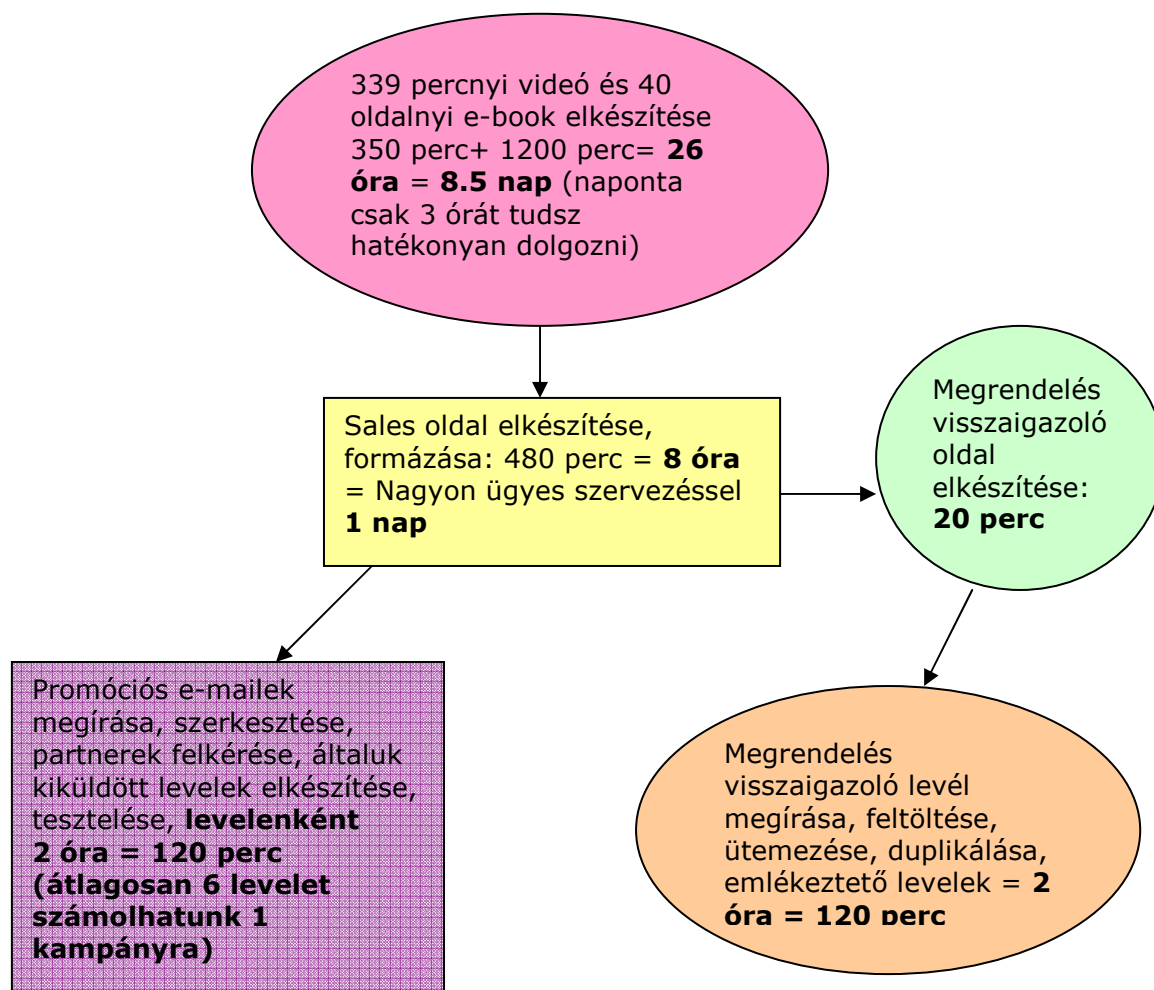 339 percnyi videó és 40
oldalnyi e-book elkészítése
350 perc+ 1200 perc= 26
óra = 8.5 nap (naponta
csak 3 órát tudsz
hatékonyan dolgozni)
Sales oldal elkészítése,
formázása: 480 perc = 8 óra
= Nagyon ügyes szervezéssel
1 nap
Megrendelés
visszaigazoló
oldal
elkészítése:
20 perc
Promóciós e-mailek
megírása, szerkesztése,
partnerek felkérése, általuk
kiküldött levelek elkészítése,
tesztelése, levelenként
2 óra = 120 perc
(átlagosan 6 levelet
számolhatunk 1
kampányra)
Megrendelés
visszaigazoló levél
megírása, feltöltése,
ütemezése, duplikálása,
emlékeztető levelek = 2
óra = 120 perc